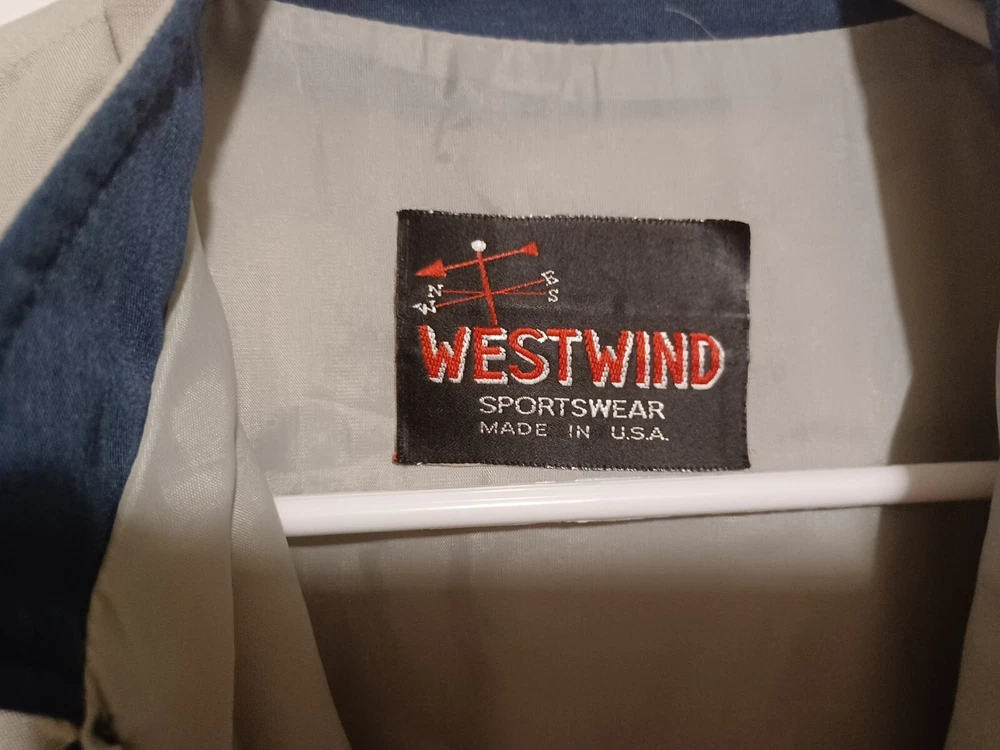 N E
W S
WESTWIND
SPORTSWEAR
MADE IN U.S.A.